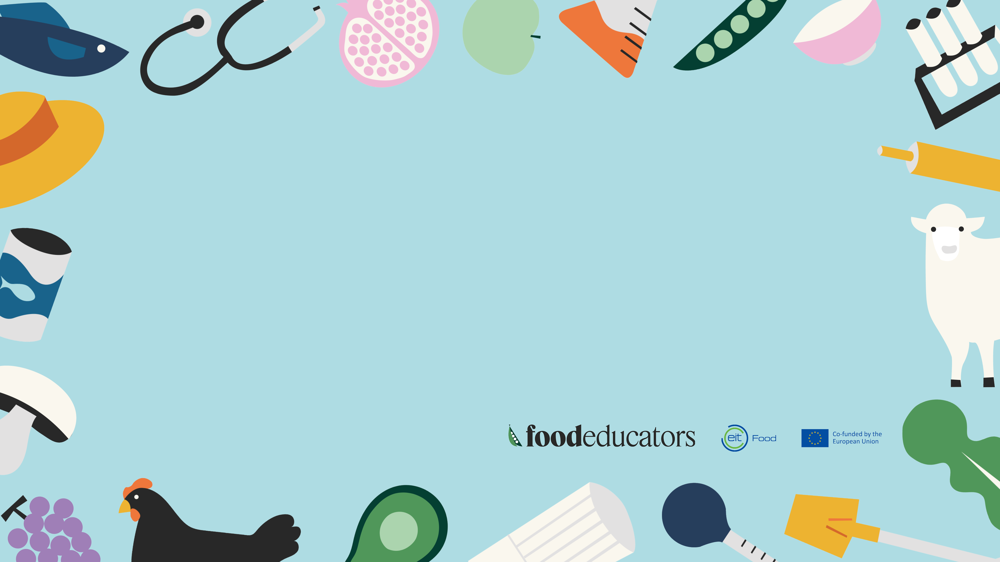 foodeducators
eit Food
Co-funded by the
European Union